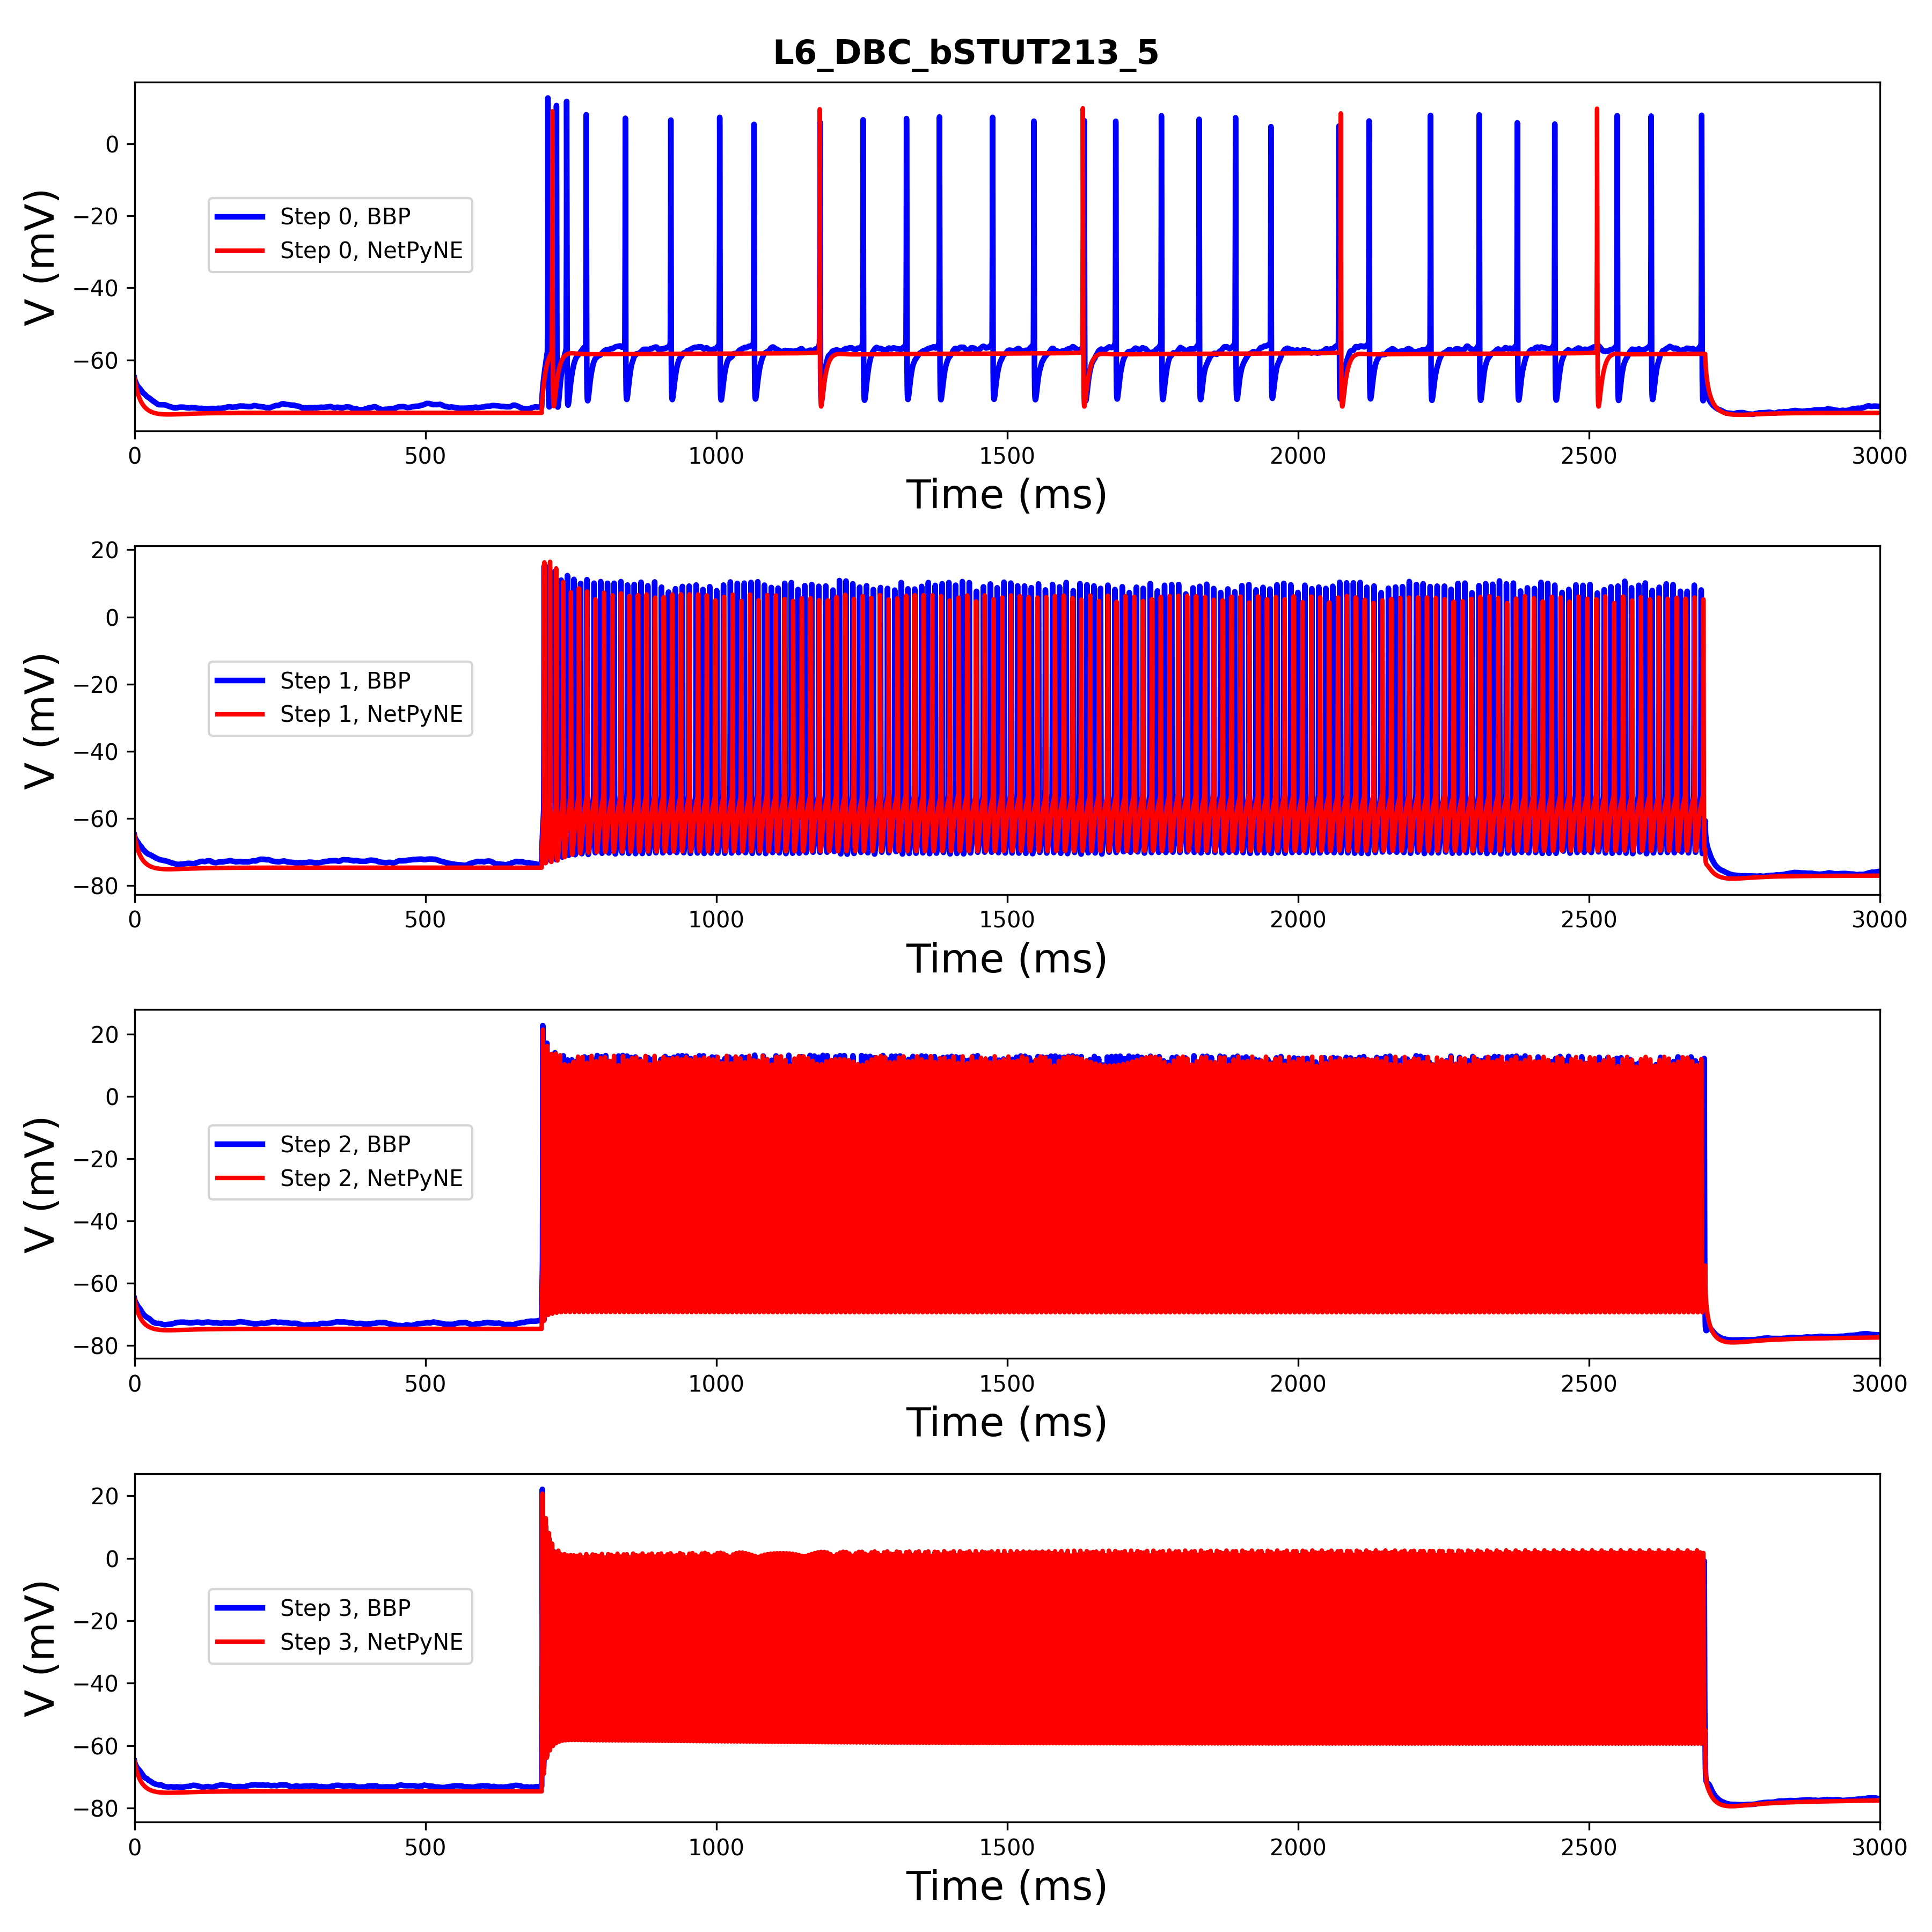 L6_DBC_bSTUT213_5
0
−20
−40
−60
V (mV)
Step 0, BBP
Step 0, NetPyNE
0 500 1000 1500 2000 2500 3000
Time (ms)
20
0
−20
−40
−60
−80
V (mV)
Step 1, BBP
Step 1, NetPyNE
0 500 1000 1500 2000 2500 3000
Time (ms)
20
0
−20
−40
−60
−80
V (mV)
Step 2, BBP
Step 2, NetPyNE
0 500 1000 1500 2000 2500 3000
Time (ms)
20
0
−20
−40
−60
−80
V (mV)
Step 3, BBP
Step 3, NetPyNE
0 500 1000 1500 2000 2500 3000
Time (ms)